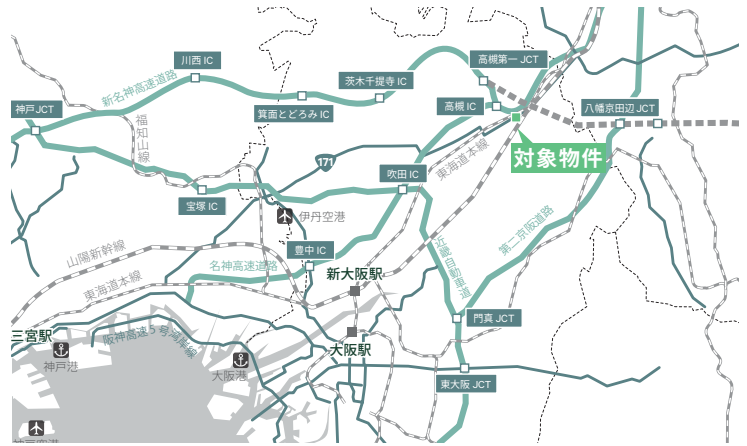 川西 IC
高槻第一 JCT
茨木千提寺 IC
新名神高速道路
神戸 JCT
箕面とどろみ IC
高槻 IC
八幡京田辺 JCT
福知山線
171
東海道本線
対象物件
吹田 IC
宝塚 IC
伊丹空港
第二京阪道路
山陽新幹線
豊中 IC
近畿自動車道
名神高速道路
新大阪駅
東海道本線
門真 JCT
三宮駅
阪神高速5号湾岸線
大阪駅
神戸港
大阪港
東大阪 JCT
神戸空港